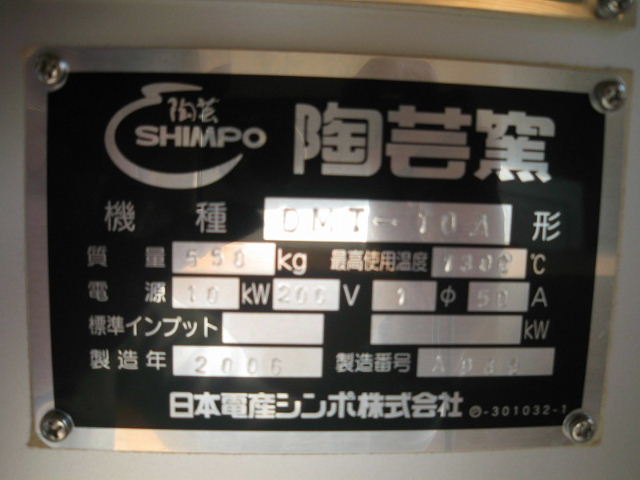 陶芸
SHIMPO
陶芸窯
機種 DMT-10A 形
質量 550 kg 最高使用温度 1300 ℃
電源 10 kW 200 V 1 φ 50 A
標準インプット kW
製造年 2006 製造番号
日本電産シンポ株式会社 -301032-1